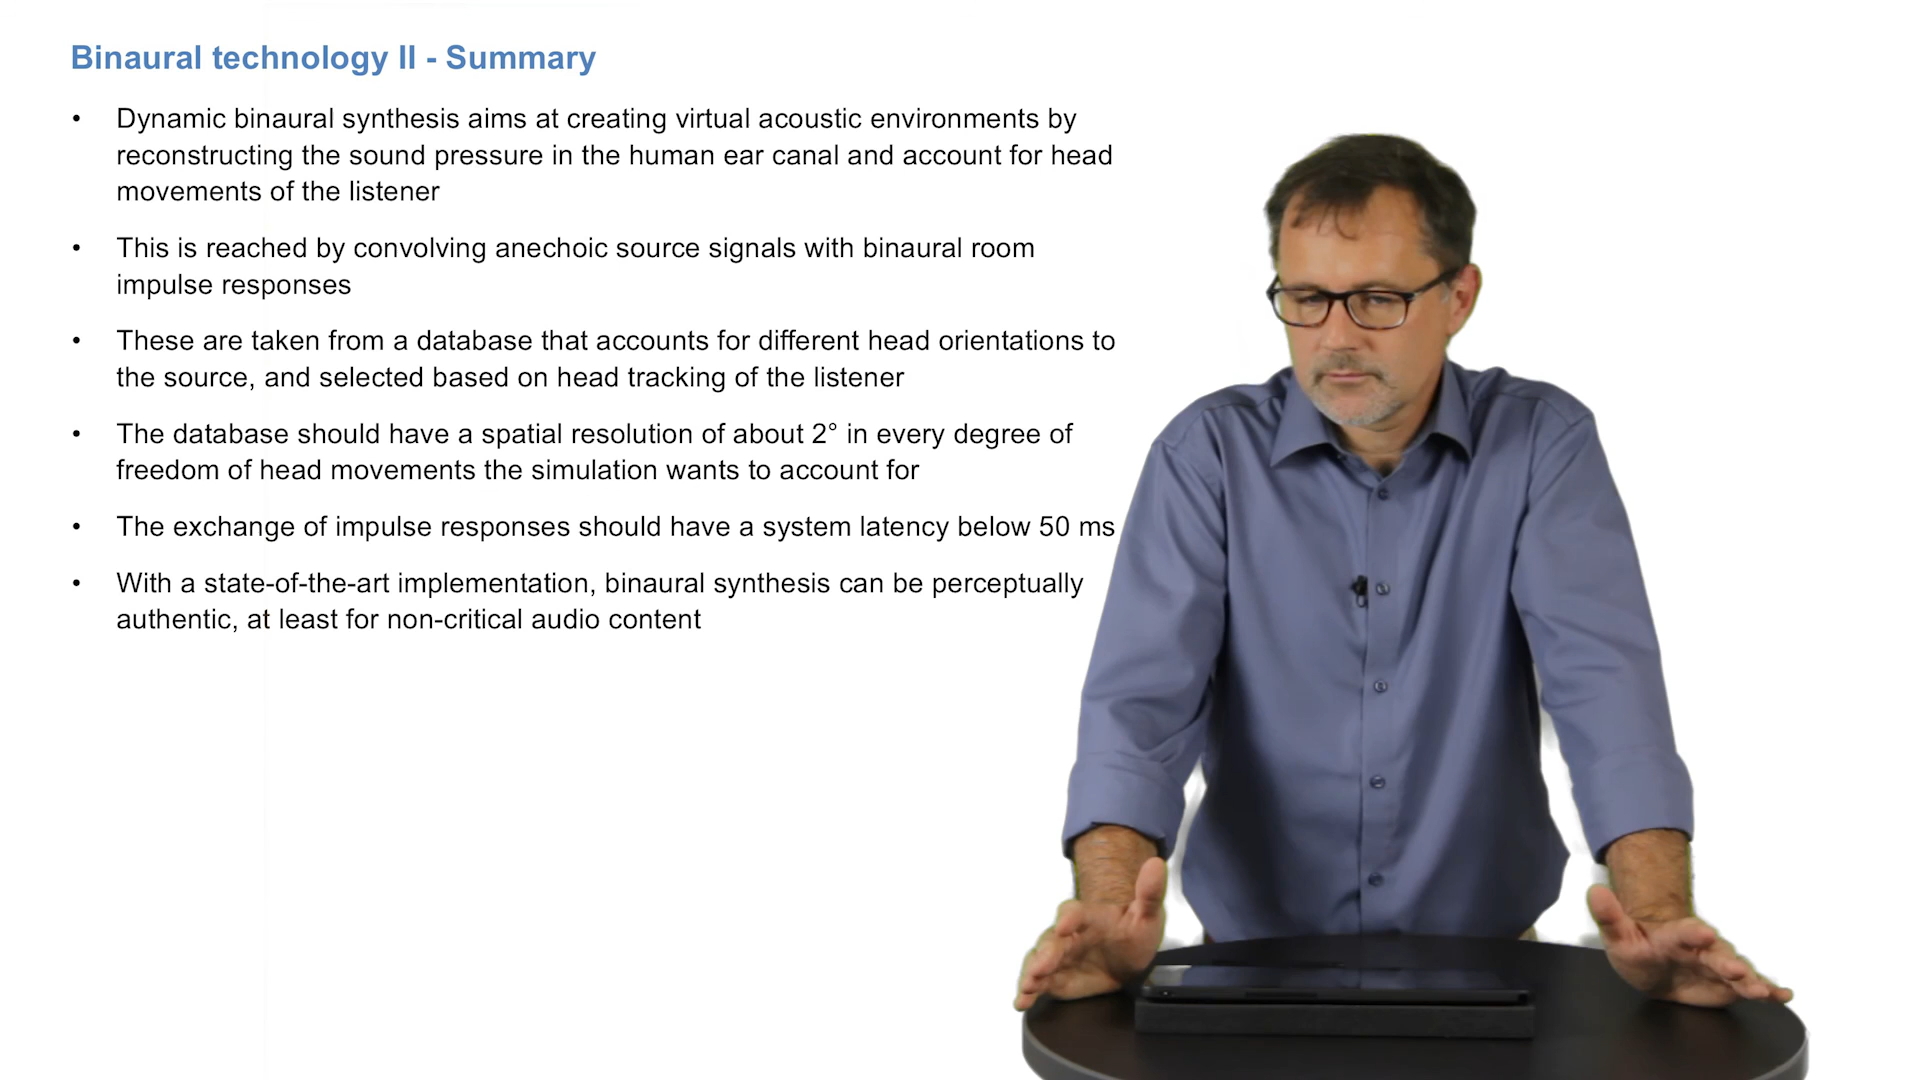 Binaural technology II - Summary
• Dynamic binaural synthesis aims at creating virtual acoustic environments by
reconstructing the sound pressure in the human ear canal and account for head
movements of the listener
• This is reached by convolving anechoic source signals with binaural room
impulse responses
• These are taken from a database that accounts for different head orientations to
the source, and selected based on head tracking of the listener
• The database should have a spatial resolution of about 2° in every degree of
freedom of head movements the simulation wants to account for
• The exchange of impulse responses should have a system latency below 50 ms
• With a state-of-the-art implementation, binaural synthesis can be perceptually
authentic, at least for non-critical audio content